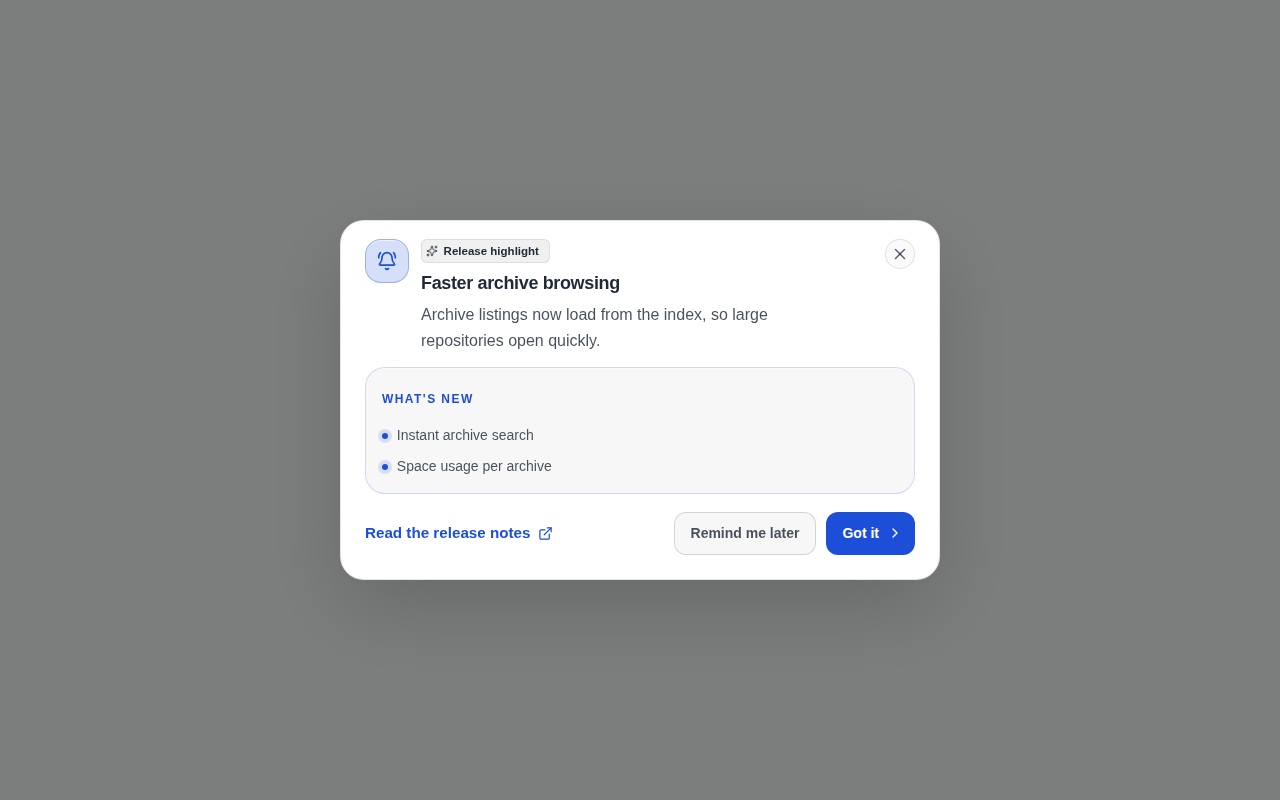 Release highlight
Faster archive browsing
Archive listings now load from the index, so large
repositories open quickly.
WHAT'S NEW
Instant archive search
Space usage per archive
Read the release notes
Remind me later
Got it